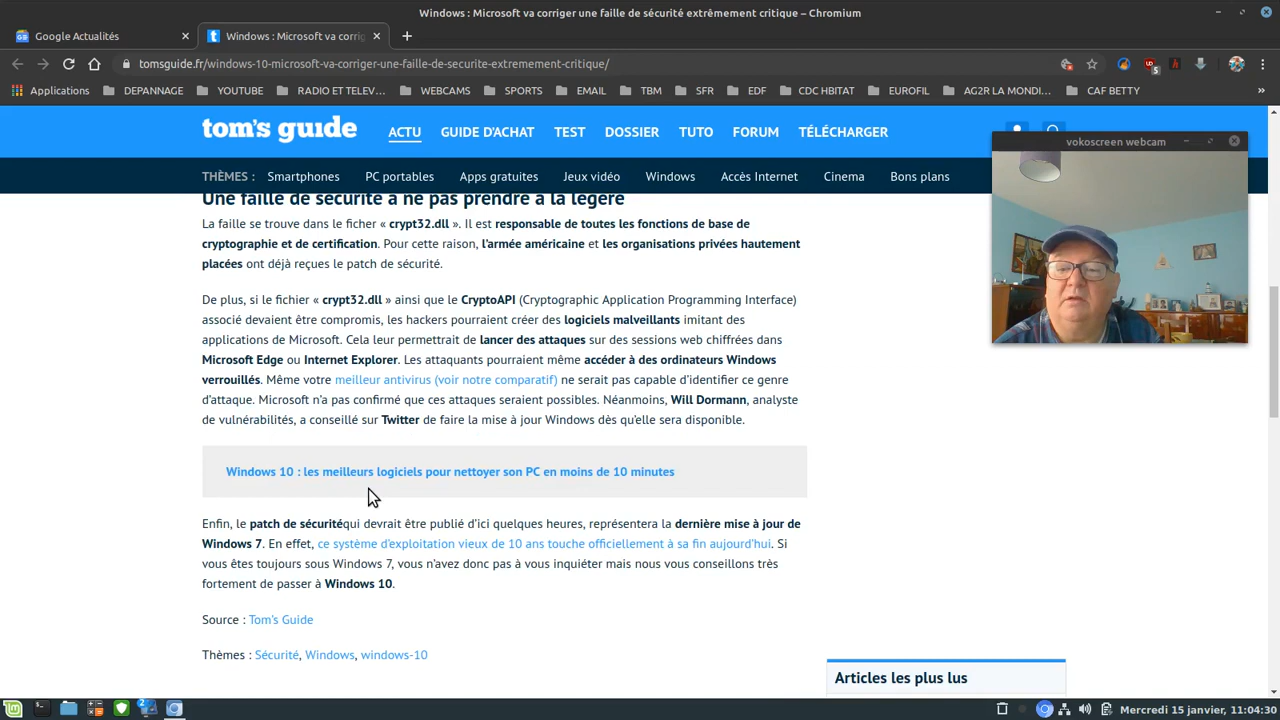 Windows : Microsoft va corriger une faille de sécurité extrêmement critique – Chromium
Google Actualités
Windows : Microsoft va corrig
tomsguide.fr/windows-10-microsoft-va-corriger-une-faille-de-securite-extremement-critique/
Applications DEPANNAGE YOUTUBE RADIO ET TELEV... WEBCAMS SPORTS EMAIL TBM SFR EDF CDC HBITAT EUROFIL AG2R LA MONDI... CAF BETTY »
tom's guide ACTU GUIDE D'ACHAT TEST DOSSIER TUTO FORUM TÉLÉCHARGER
vokoscreen webcam
THÈMES : Smartphones PC portables Apps gratuites Jeux vidéo Windows Accès Internet Cinema Bons plans
Une faille de sécurité à ne pas prendre à la légère
La faille se trouve dans le ficher « crypt32.dll ». Il est responsable de toutes les fonctions de base de
cryptographie et de certification. Pour cette raison, l'armée américaine et les organisations privées hautement
placées ont déjà reçues le patch de sécurité.
De plus, si le fichier « crypt32.dll » ainsi que le CryptoAPI (Cryptographic Application Programming Interface)
associé devaient être compromis, les hackers pourraient créer des logiciels malveillants imitant des
applications de Microsoft. Cela leur permettrait de lancer des attaques sur des sessions web chiffrées dans
Microsoft Edge ou Internet Explorer. Les attaquants pourraient même accéder à des ordinateurs Windows
verrouillés. Même votre meilleur antivirus (voir notre comparatif) ne serait pas capable d'identifier ce genre
d'attaque. Microsoft n'a pas confirmé que ces attaques seraient possibles. Néanmoins, Will Dormann, analyste
de vulnérabilités, a conseillé sur Twitter de faire la mise à jour Windows dès qu'elle sera disponible.
Windows 10 : les meilleurs logiciels pour nettoyer son PC en moins de 10 minutes
Enfin, le patch de sécuritéqui devrait être publié d'ici quelques heures, représentera la dernière mise à jour de
Windows 7. En effet, ce système d'exploitation vieux de 10 ans touche officiellement à sa fin aujourd'hui. Si
vous êtes toujours sous Windows 7, vous n'avez donc pas à vous inquiéter mais nous vous conseillons très
fortement de passer à Windows 10.
Source : Tom's Guide
Thèmes : Sécurité, Windows, windows-10
Articles les plus lus
Mercredi 15 janvier, 11:04:30